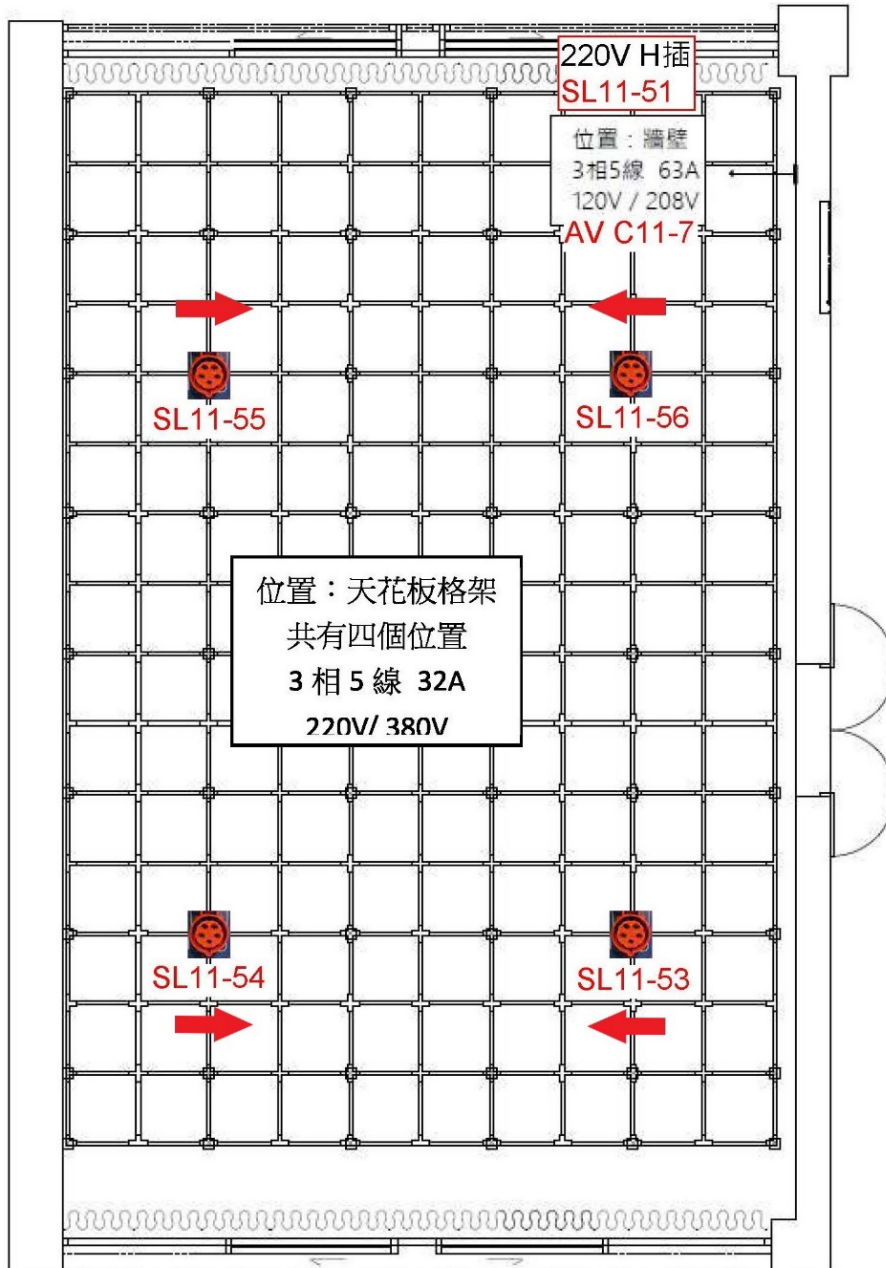 220V H插
SL11-51
位置：牆壁
3相5線 63A
120V / 208V
AV C11-7
SL11-55
SL11-56
位置：天花板格架
共有四個位置
3 相 5 線 32A
220V/ 380V
SL11-54
SL11-53